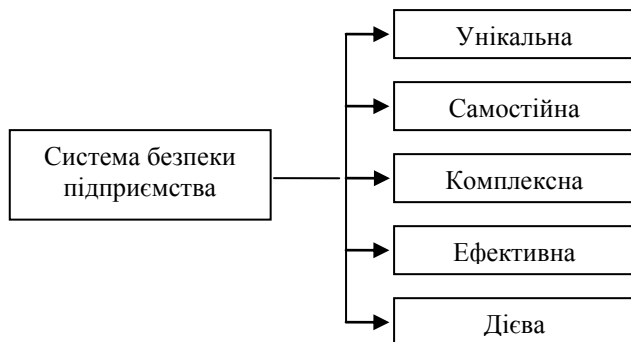 Система безпеки
підприємства
Унікальна
Самостійна
Комплексна
Ефективна
Дієва